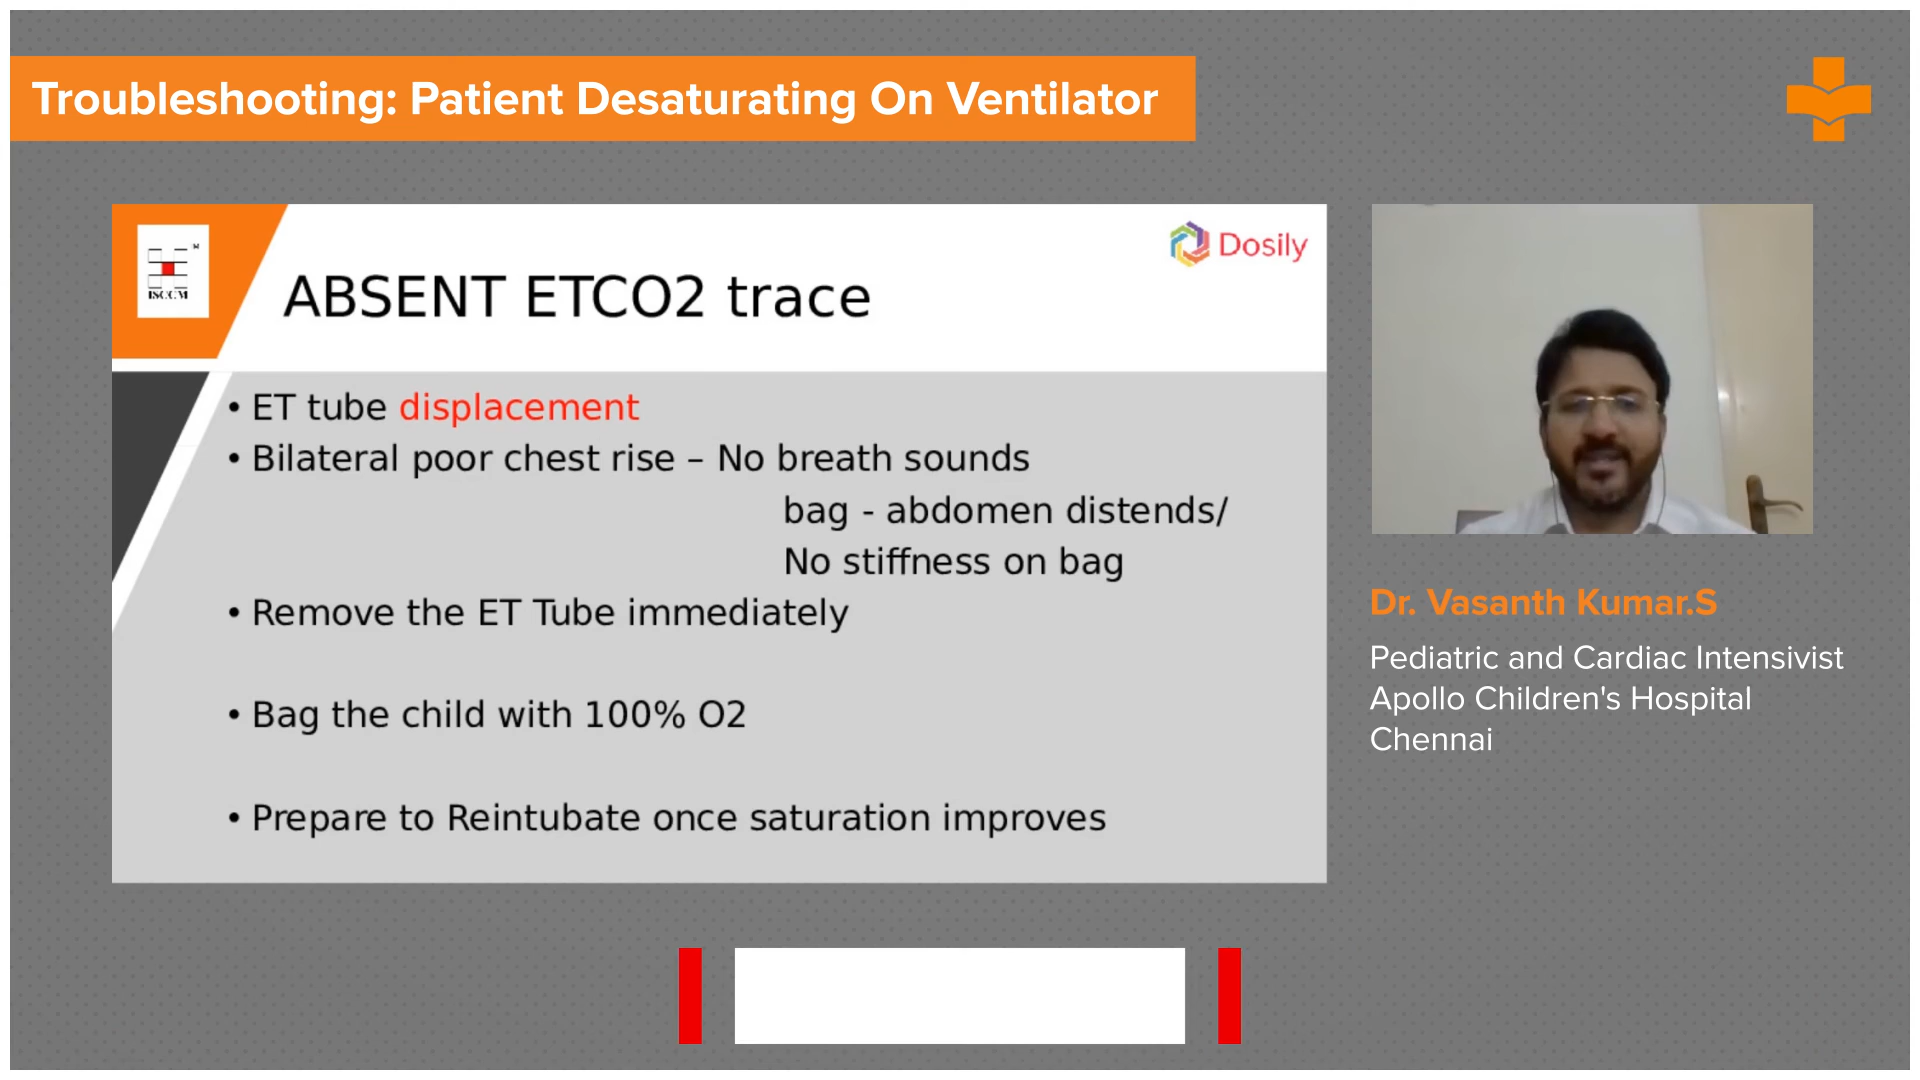 Troubleshooting: Patient Desaturating On Ventilator
ISCCM
Dosily
ABSENT ETCO2 trace
• ET tube displacement
• Bilateral poor chest rise – No breath sounds
bag - abdomen distends/
No stiffness on bag
• Remove the ET Tube immediately
• Bag the child with 100% O2
• Prepare to Reintubate once saturation improves
Dr. Vasanth Kumar.S
Pediatric and Cardiac Intensivist
Apollo Children's Hospital
Chennai